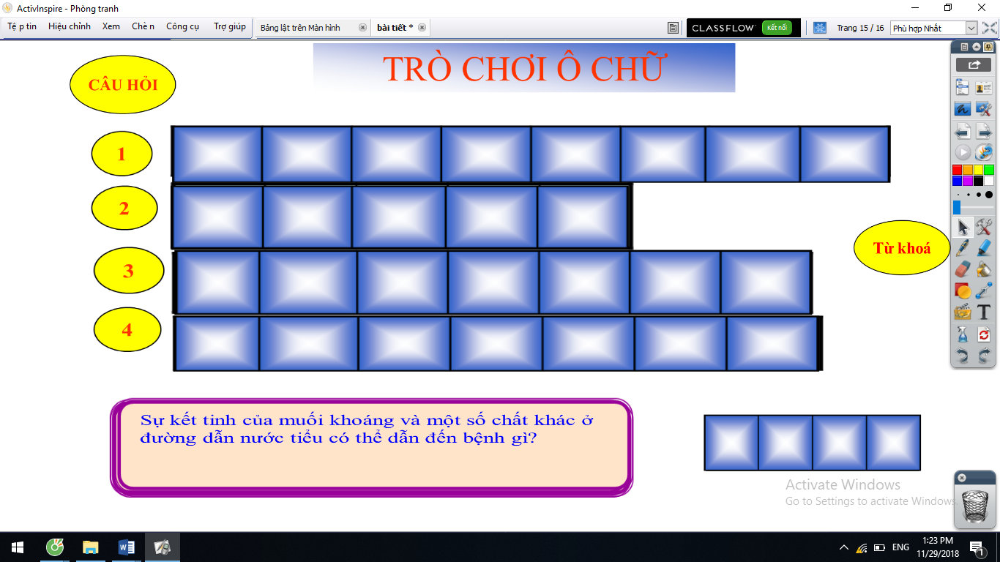 ActivInspire - Phòng tranh
Tệ p tin Hiệu chỉnh Xem Chè n Công cụ Trợ giúp
Bảng lật trên Màn hình
bài tiết *
CLASSFLOW
Kết nối
Trang 15 / 16
Phù hợp Nhất
TRÒ CHƠI Ô CHỮ
CÂU HỎI
1
2
3
4
Từ khoá
Sự kết tinh của muối khoáng và một số chất khác ở
đường dẫn nước tiểu có thể dẫn đến bệnh gì?
Activate Windows
Go to Settings to activate Windows.
ENG
1:23 PM
11/29/2018
1